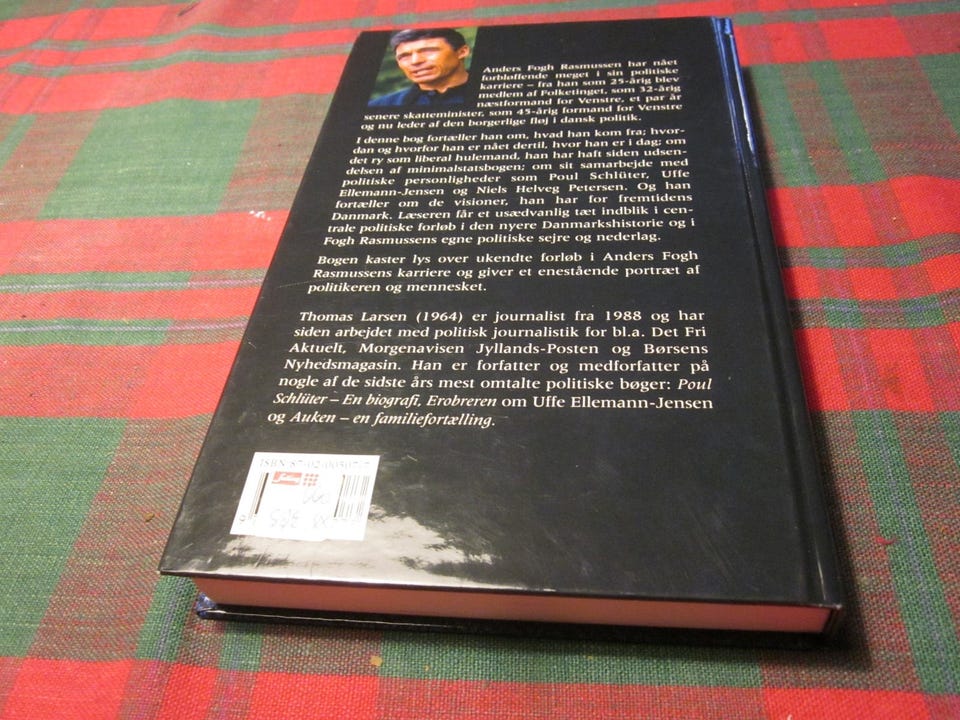 Anders Fogh Rasmussen har nået
forbløffende meget i sin politiske
karriere – fra han som 25-årig blev
medlem af Folketinget, som 32-årig
næstformand for Venstre, et par år
senere skatteminister, som 45-årig formand for Venstre
og nu leder af den borgerlige fløj i dansk politik.
I denne bog fortæller han om, hvad han kom fra; hvor-
dan og hvorfor han er nået dertil, hvor han er i dag; om
det ry som liberal hulemand, han har haft siden udsen-
delsen af minimalstatsbogen; om sit samarbejde med
politiske personligheder som Poul Schlüter, Uffe
Ellemann-Jensen og Niels Helveg Petersen. Og han
fortæller om de visioner, han har for fremtidens
Danmark. Læseren får et usædvanlig tæt indblik i cen-
trale politiske forløb i den nyere Danmarkshistorie og i
Fogh Rasmussens egne politiske sejre og nederlag.
Bogen kaster lys over ukendte forløb i Anders Fogh
Rasmussens karriere og giver et enestående portræt af
politikeren og mennesket.
Thomas Larsen (1964) er journalist fra 1988 og har
siden arbejdet med politisk journalistik for bl.a. Det Fri
Aktuelt, Morgenavisen Jyllands-Posten og Børsens
Nyhedsmagasin. Han er forfatter og medforfatter på
nogle af de sidste års mest omtalte politiske bøger: Poul
Schlüter – En biografi, Erobreren om Uffe Ellemann-Jensen
og Auken – en familiefortælling.
ISBN